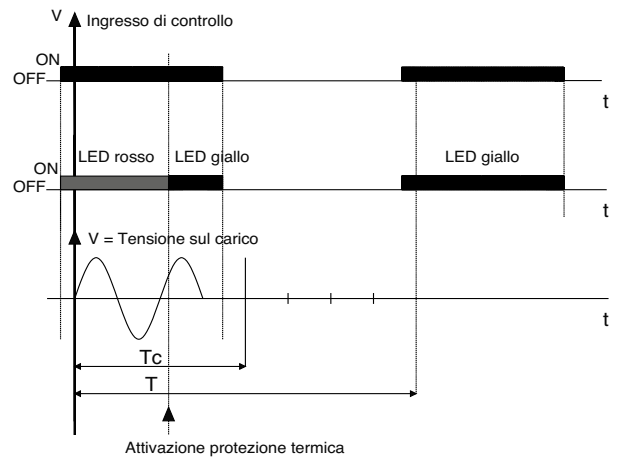 V Ingresso di controllo
ON
OFF
t
LED rosso LED giallo LED giallo
ON
OFF
t
V = Tensione sul carico
t
Tc
T
Attivazione protezione termica